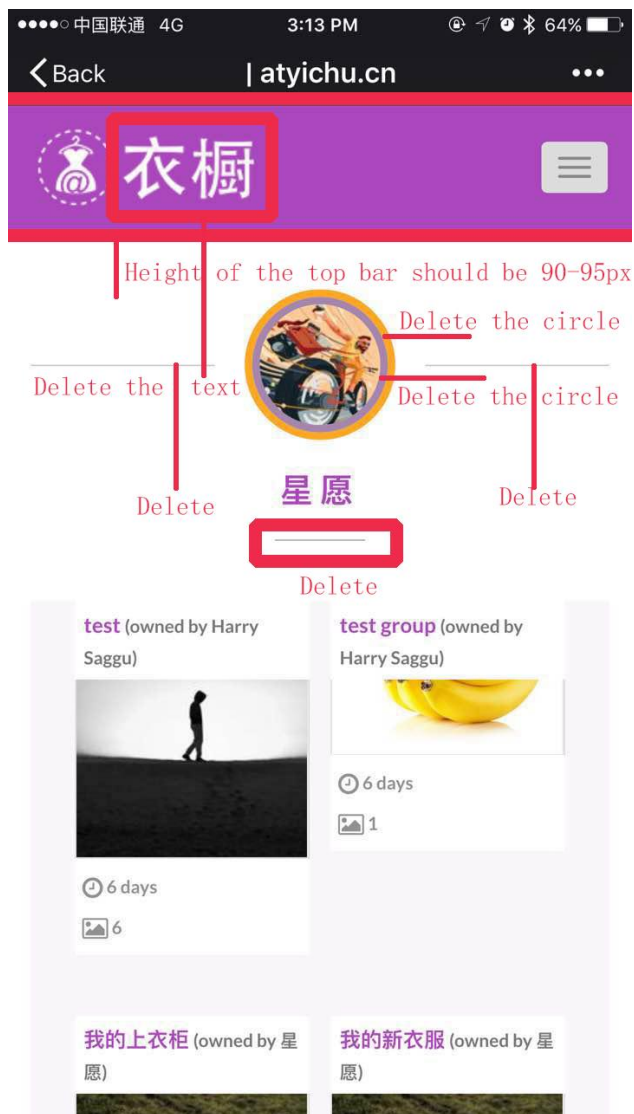 中国联通 4G 3:13 PM 64%
Back | atyichu.cn
@ 衣橱
Height of the top bar should be 90-95px
Delete the circle
Delete the text
Delete the circle
Delete
星愿
Delete
Delete
test (owned by Harry Saggu)
test group (owned by Harry Saggu)
6 days
1
6 days
6
我的上衣柜 (owned by 星愿)
我的新衣服 (owned by 星愿)